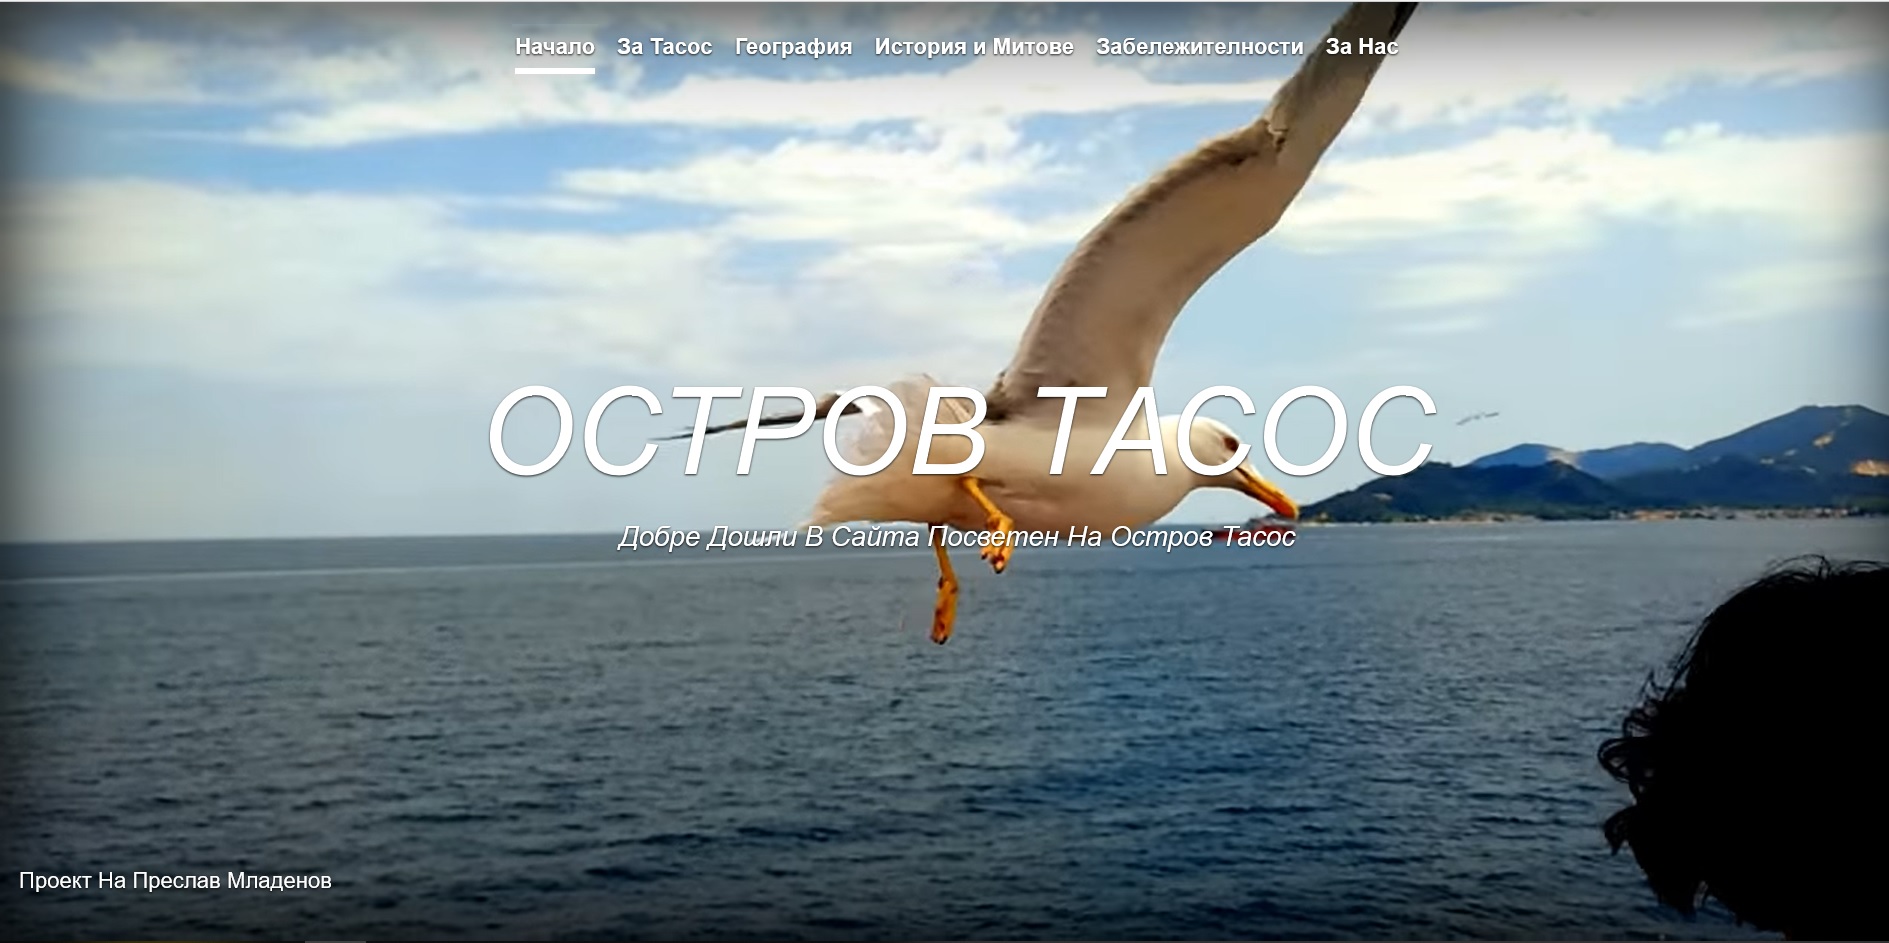 Начало За Тасос География История и Митове Забележителности За Нас
ОСТРОВ ТАСОС
Добре Дошли В Сайта Посветен На Остров Тасос
Проект На Преслав Младенов